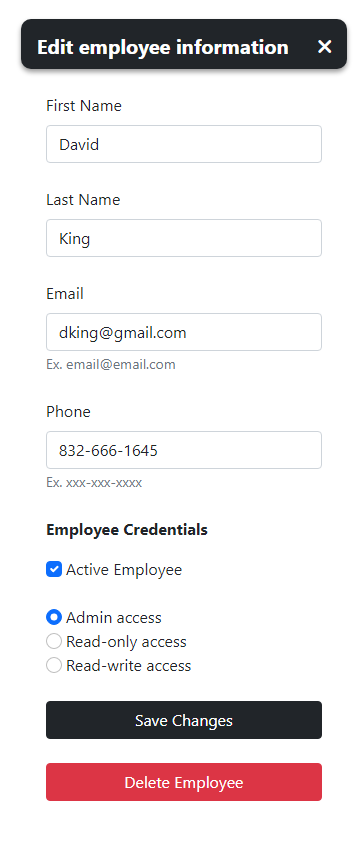 Edit employee information
First Name
David
Last Name
King
Email
dking@gmail.com
Ex. email@email.com
Phone
832-666-1645
Ex. xxx-xxx-xxxx
Employee Credentials
Active Employee
Admin access
Read-only access
Read-write access
Save Changes
Delete Employee